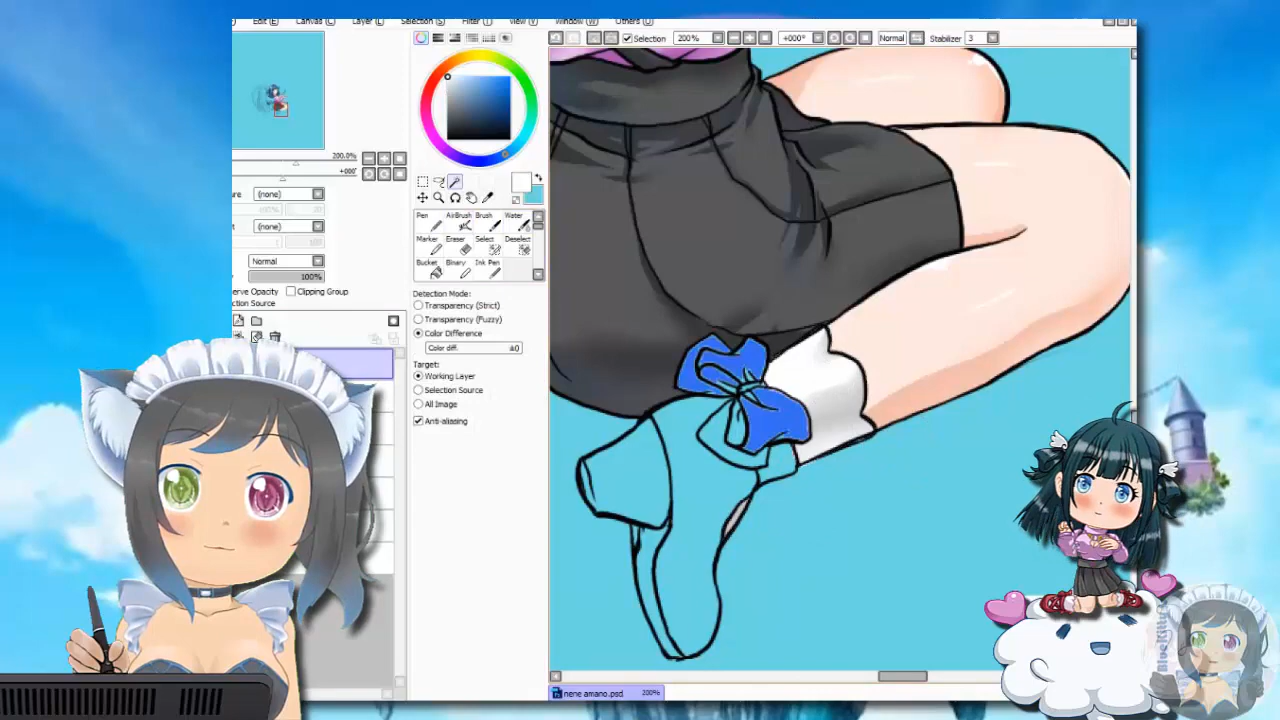 Edit (E) Canvas (C) Layer (L) Selection (S) Filter (T) View (V) Window (W) Others (O)
Selection 200% +000° Normal Stabilizer 3
200.0%
+000°
(none)
(none)
Normal
100%
erve Opacity Clipping Group
ction Source
Pen AirBrush Brush Water
Marker Eraser Select Deselect
Bucket Binary Ink Pen
Detection Mode:
Transparency (Strict)
Transparency (Fuzzy)
Color Difference
Color diff. ±0
Target:
Working Layer
Selection Source
All Image
Anti-aliasing
nene amano.psd 200%